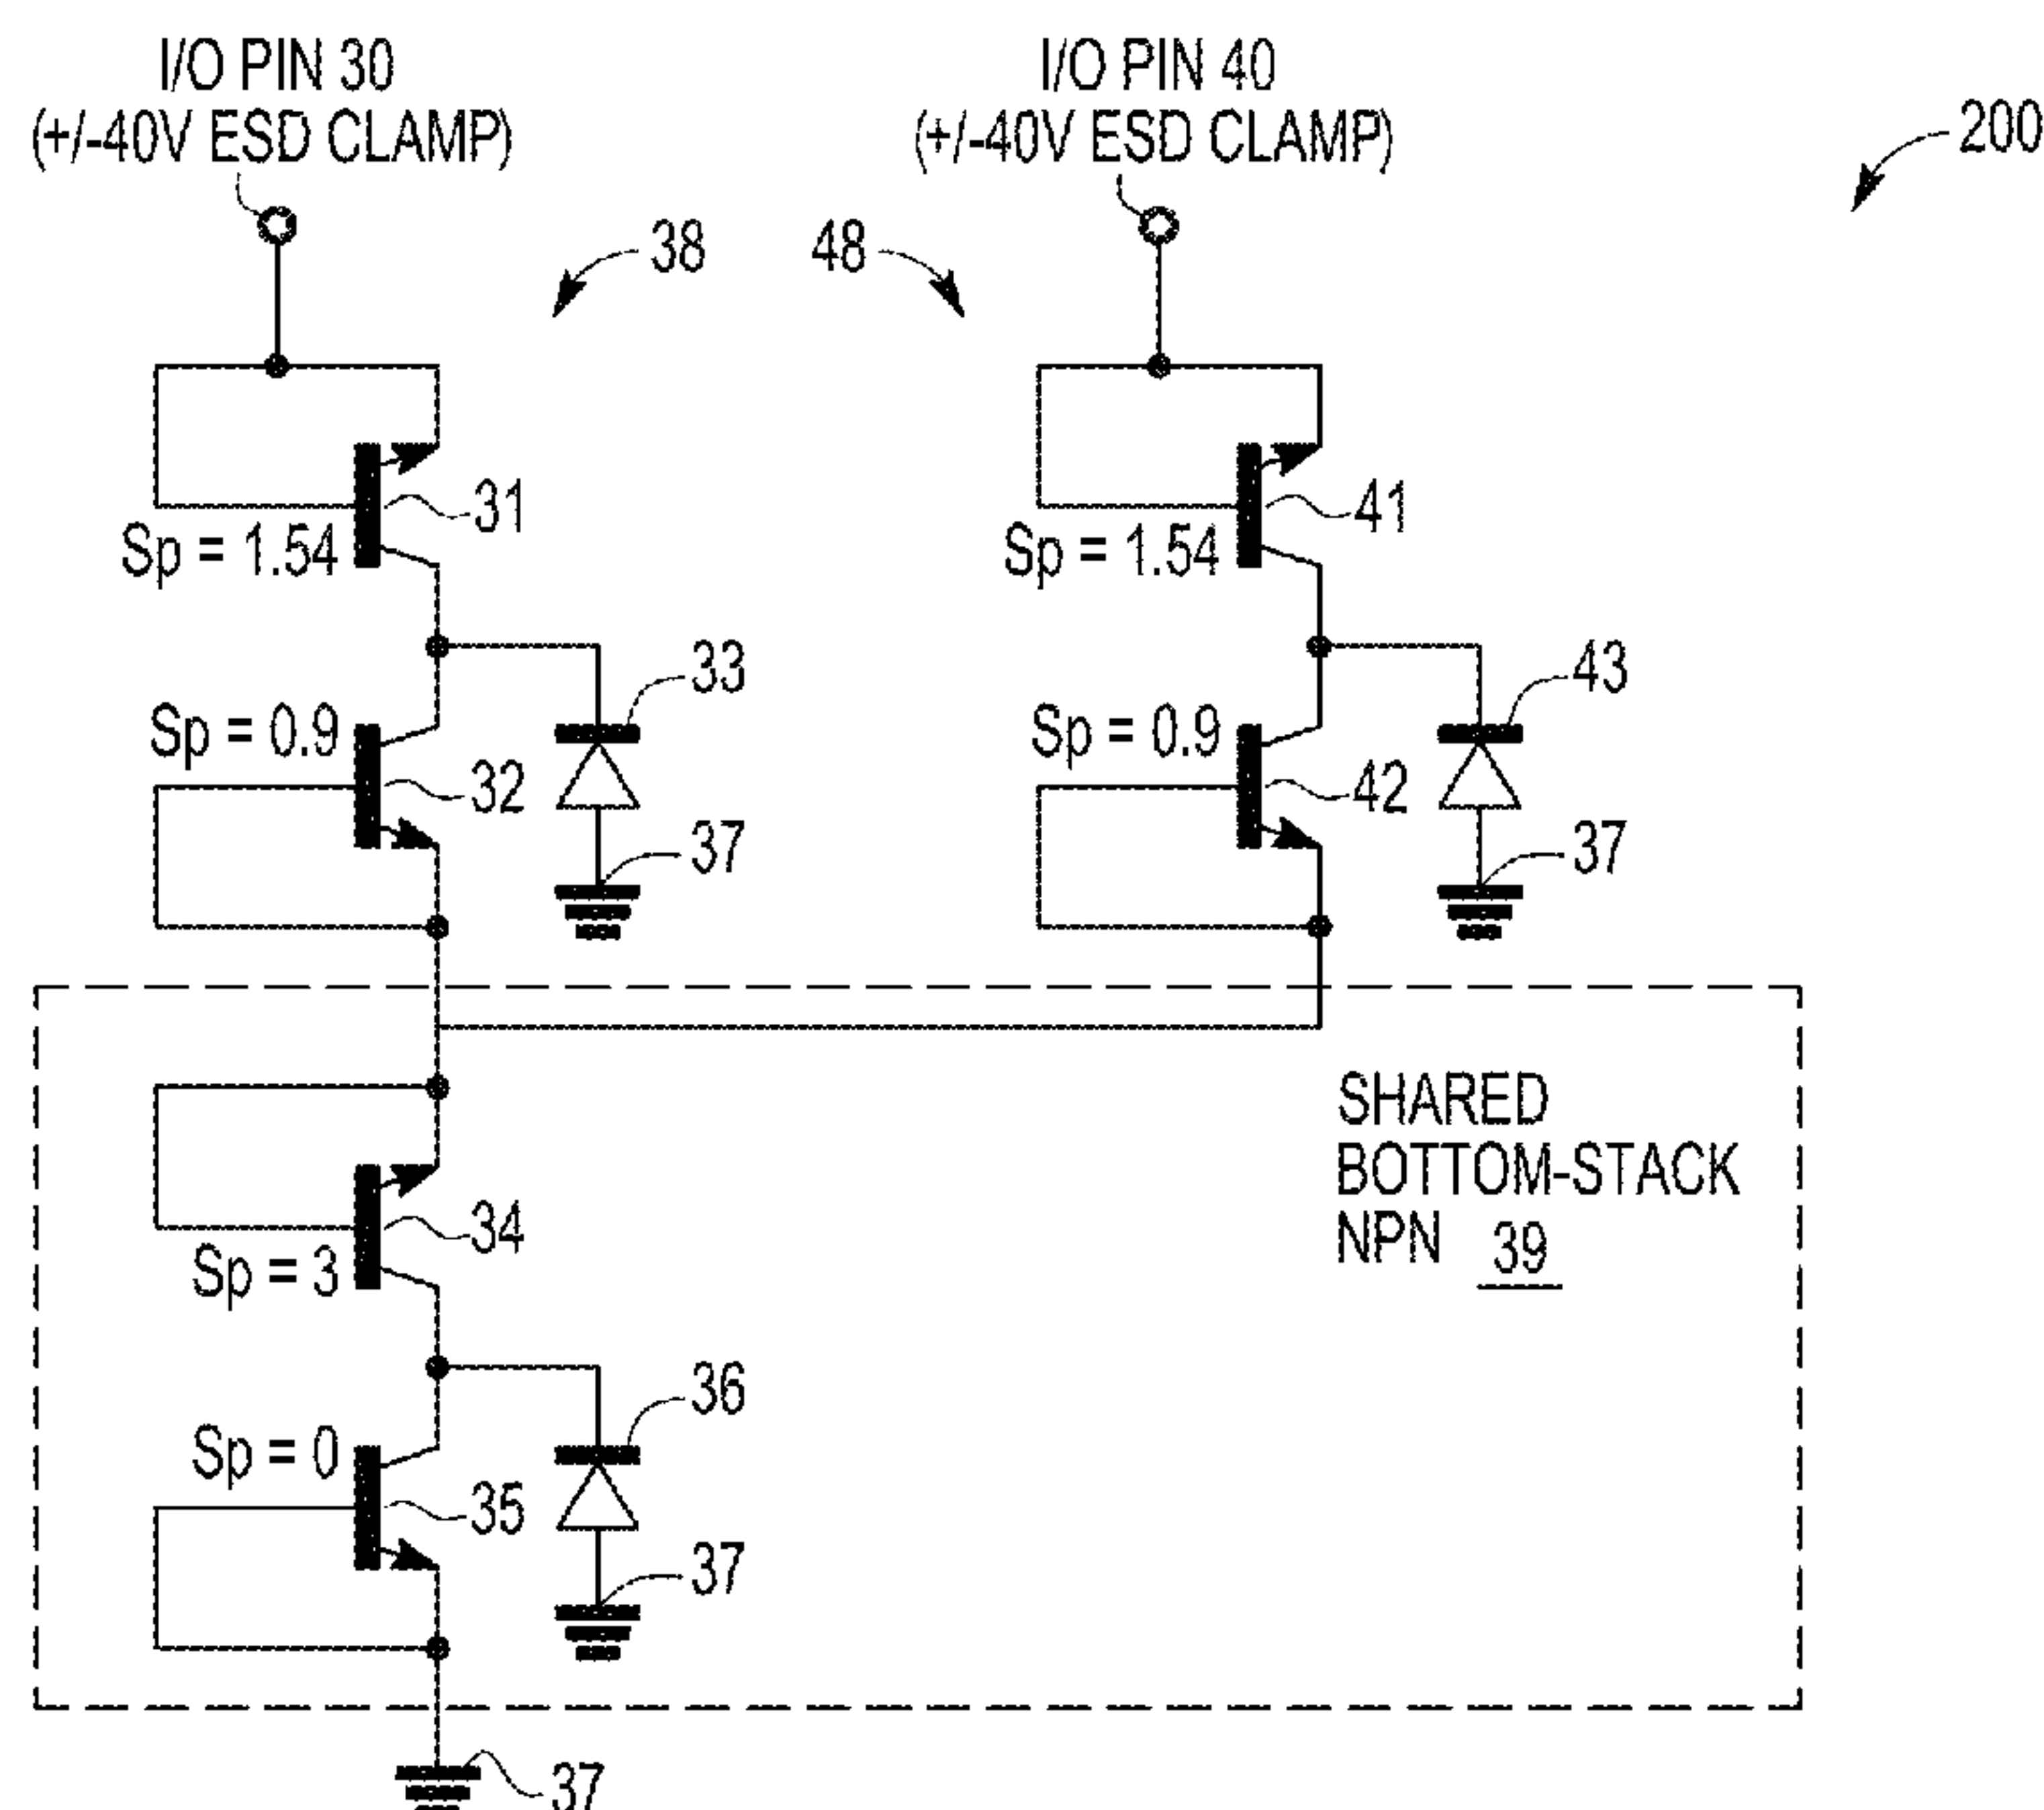 I/O PIN 30
(+/-40V ESD CLAMP)
I/O PIN 40
(+/-40V ESD CLAMP)
200
38
48
31
Sp = 1.54
41
Sp = 1.54
33
43
Sp = 0.9
32
Sp = 0.9
42
37
37
SHARED
BOTTOM-STACK
NPN 39
34
Sp = 3
36
Sp = 0
35
37
37